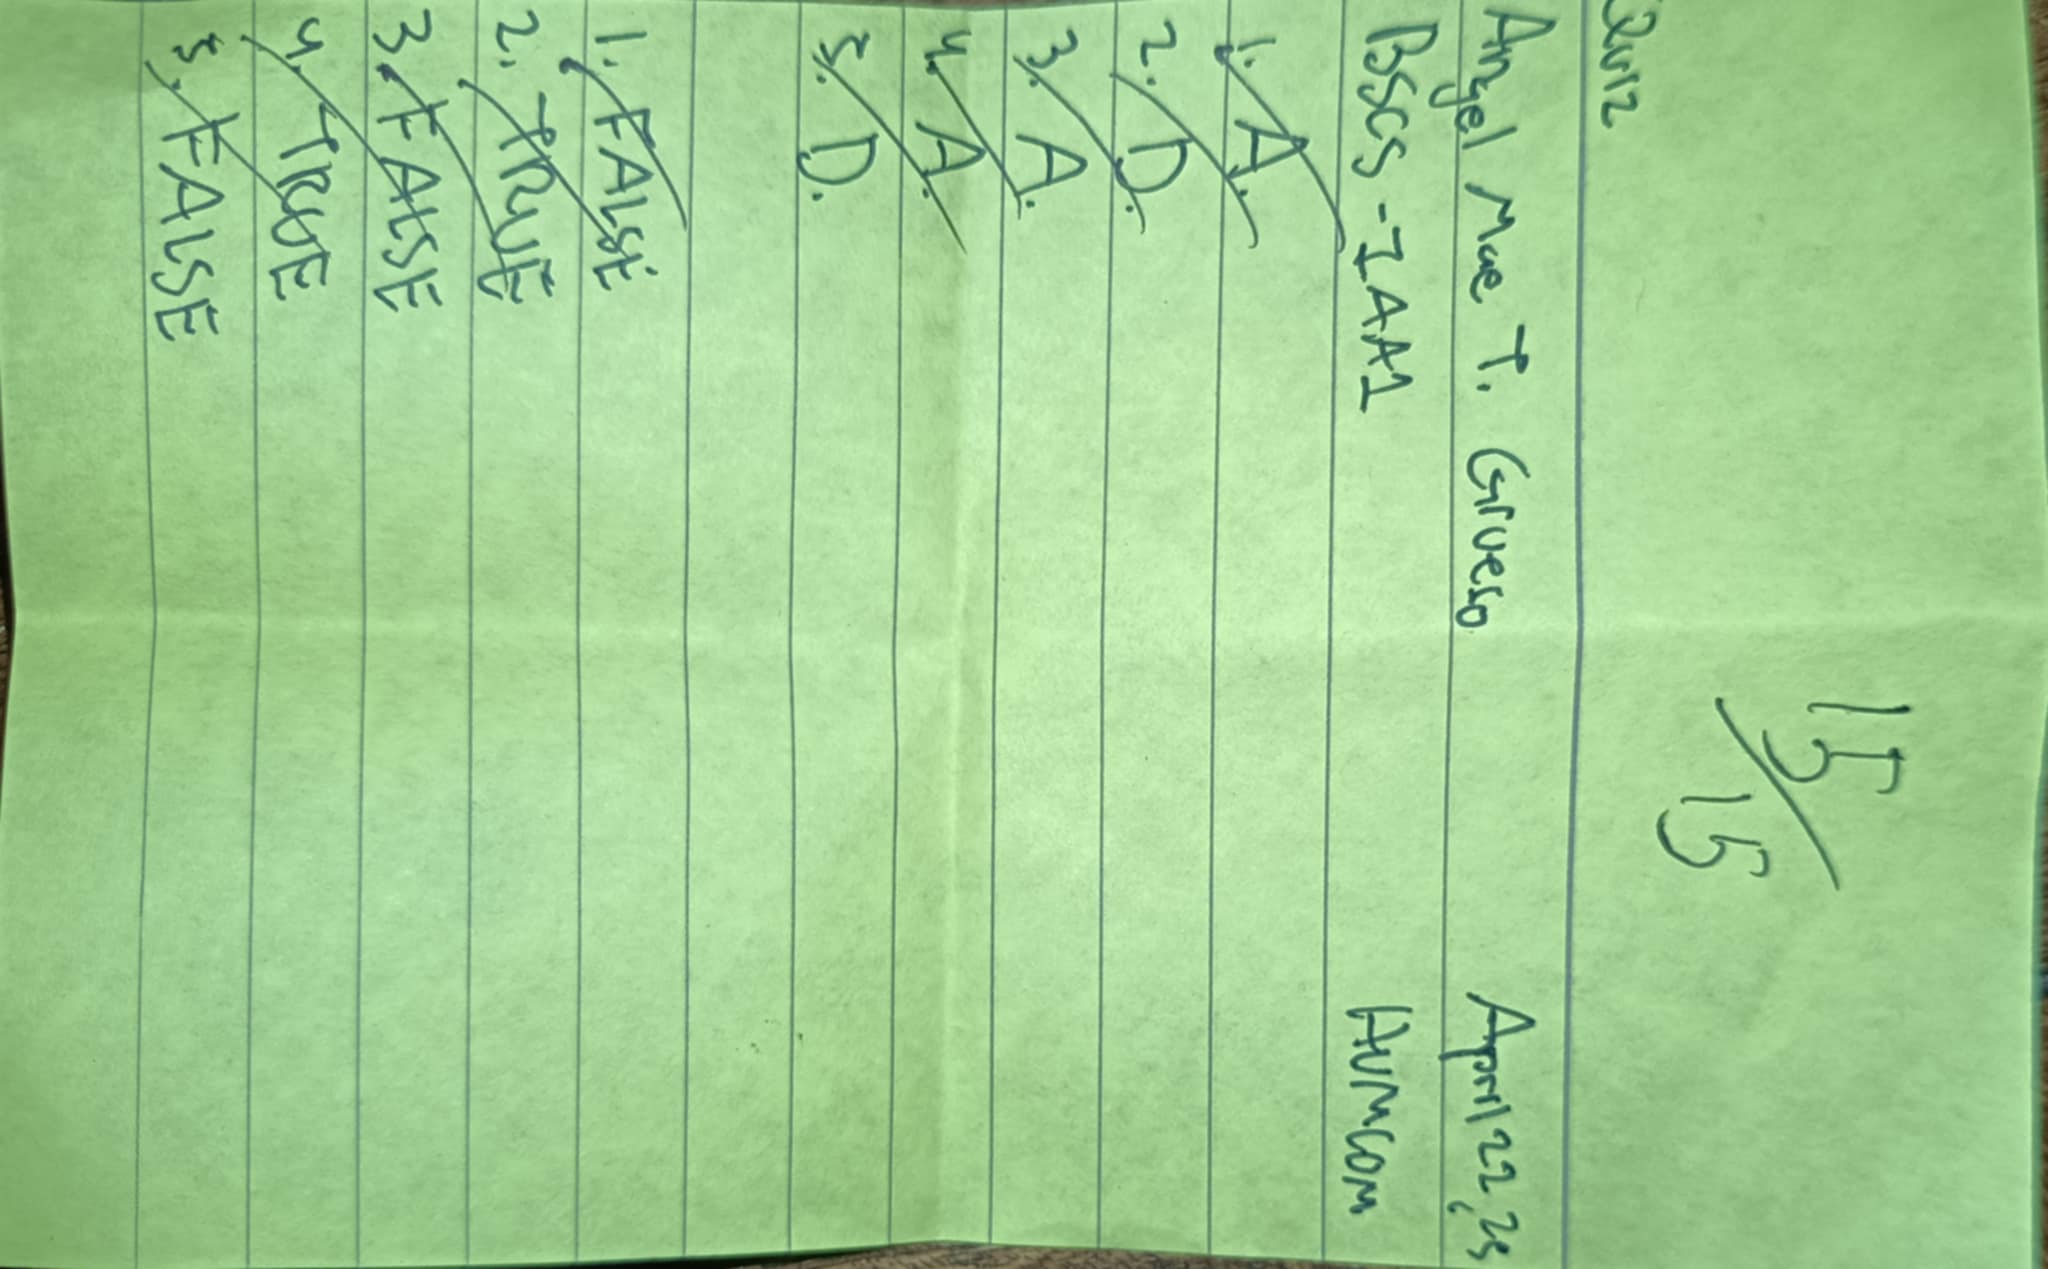 15/15
Quiz
Angel Mae T. Grueso April 22, 25
BSCS - 1AA1 HUMCOM
1. A.
2. D.
3. A.
4. A.
5. D.
1. FALSE
2. TRUE
3. FALSE
4. TRUE
5. FALSE